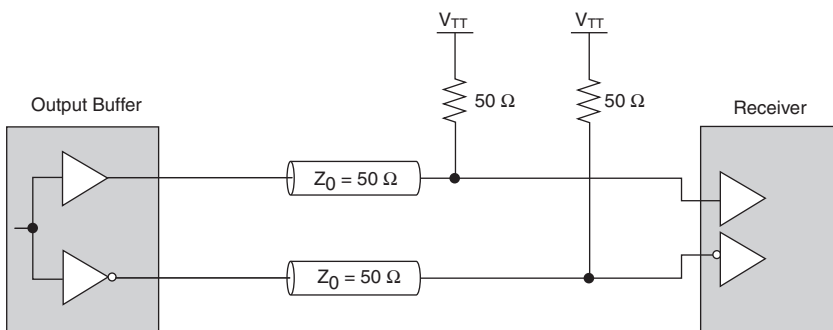 V_TT V_TT
50 Ω 50 Ω
Output Buffer Receiver
Z_0 = 50 Ω
Z_0 = 50 Ω